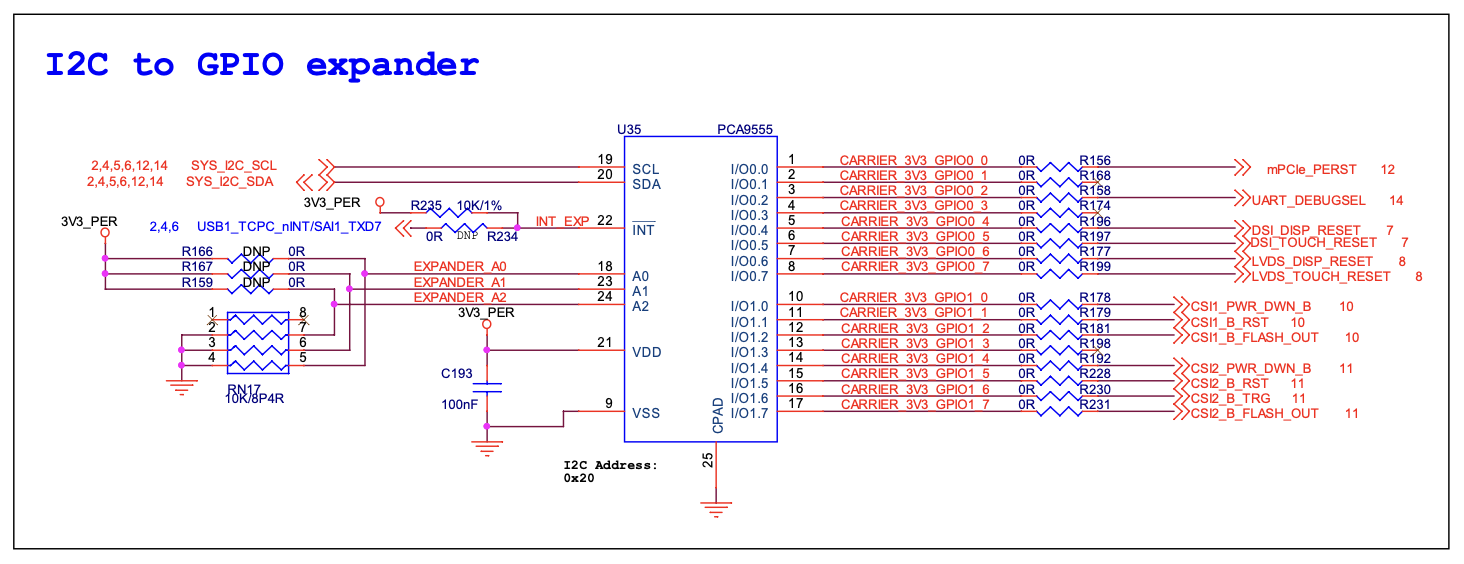 I2C to GPIO expander
U35 PCA9555
2,4,5,6,12,14 SYS_I2C_SCL 19 SCL I/O0.0 1 CARRIER_3V3_GPIO0_0 0R R156 mPCIe_PERST 12
2,4,5,6,12,14 SYS_I2C_SDA 20 SDA I/O0.1 2 CARRIER_3V3_GPIO0_1 R168
I/O0.2 3 CARRIER_3V3_GPIO0_2 0R R158 UART_DEBUGSEL 14
3V3_PER R235 10K/1% I/O0.3 4 CARRIER_3V3_GPIO0_3 0R R174
2,4,6 USB1_TCPC_nINT/SAI1_TXD7 0R DNP R234 INT_EXP 22 INT I/O0.4 5 CARRIER_3V3_GPIO0_4 0R R196 DSI_DISP_RESET 7
3V3_PER
I/O0.5 6 CARRIER_3V3_GPIO0_5 0R R197 DSI_TOUCH_RESET 7
R166 DNP 0R I/O0.6 7 CARRIER_3V3_GPIO0_6 0R R177 LVDS_DISP_RESET 8
R167 DNP 0R EXPANDER_A0 18 A0 I/O0.7 8 CARRIER_3V3_GPIO0_7 0R R199 LVDS_TOUCH_RESET 8
R159 DNP 0R EXPANDER_A1 23 A1
EXPANDER_A2 24 A2 I/O1.0 10 CARRIER_3V3_GPIO1_0 0R R178 CSI1_PWR_DWN_B 10
3V3_PER
1 8 I/O1.1 11 CARRIER_3V3_GPIO1_1 0R R179 CSI1_B_RST 10
2 7 I/O1.2 12 CARRIER_3V3_GPIO1_2 0R R181 CSI1_B_FLASH_OUT 10
3 6 21 VDD I/O1.3 13 CARRIER_3V3_GPIO1_3 0R R198
4 5 I/O1.4 14 CARRIER_3V3_GPIO1_4 0R R192 CSI2_PWR_DWN_B 11
C193 I/O1.5 15 CARRIER_3V3_GPIO1_5 0R R228 CSI2_B_RST 11
RN17
10K/8P4R
100nF I/O1.6 16 CARRIER_3V3_GPIO1_6 0R R230 CSI2_B_TRG 11
9 VSS I/O1.7 17 CARRIER_3V3_GPIO1_7 0R R231 CSI2_B_FLASH_OUT 11
CPAD
25
I2C Address:
0x20